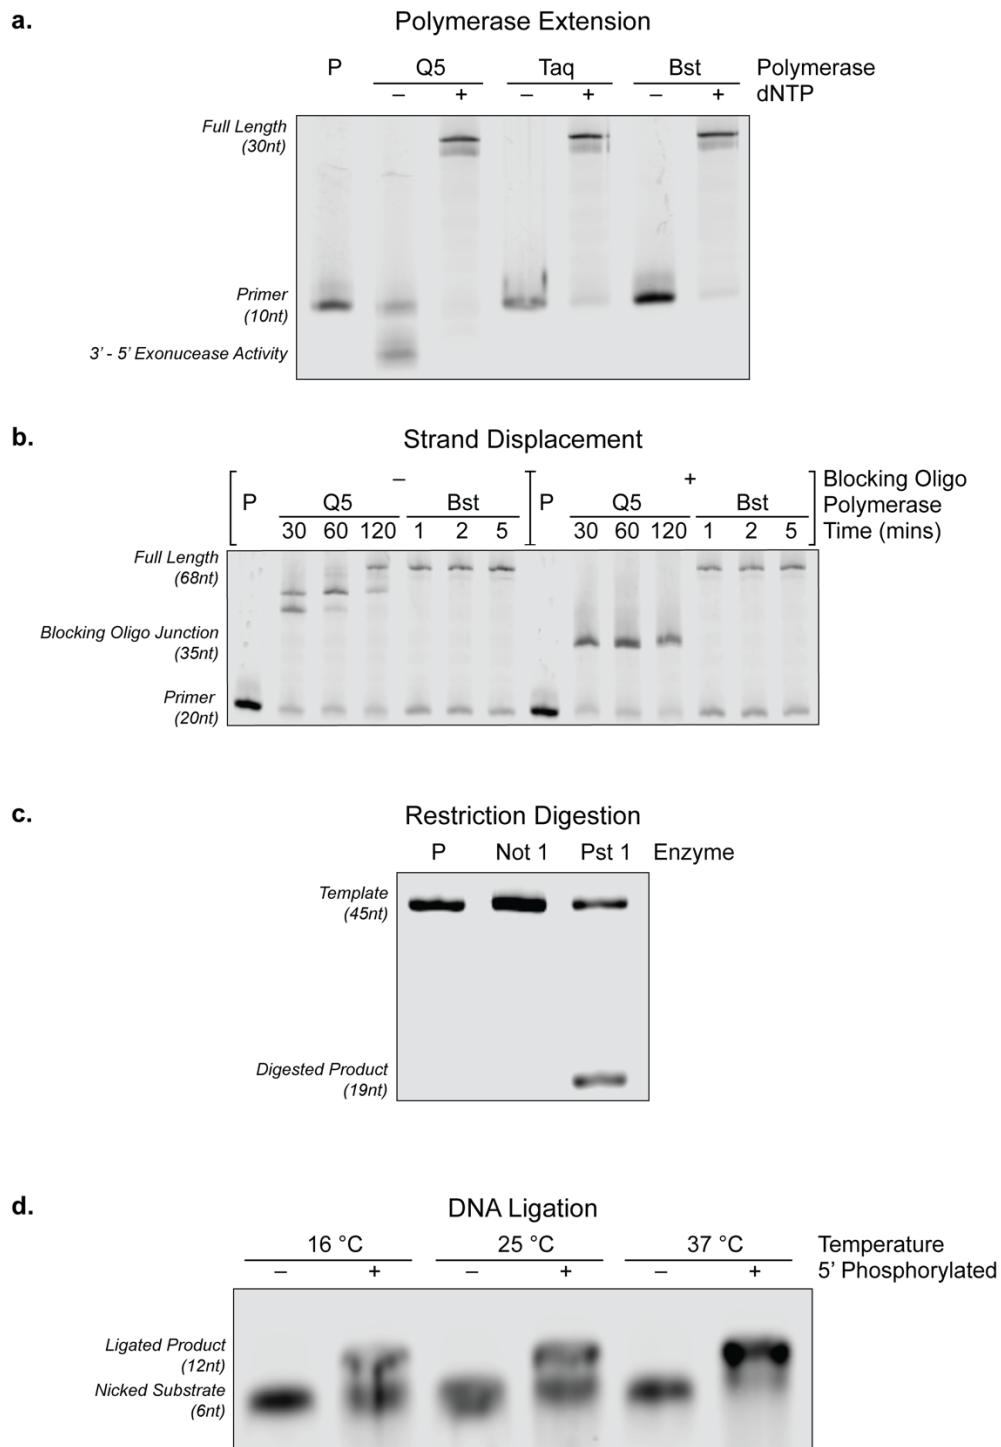 a.
Polymerase Extension
P Q5 Taq Bst Polymerase
– + – + – + dNTP
Full Length
(30nt)
Primer
(10nt)
3' - 5' Exonucease Activity
b.
Strand Displacement
– + Blocking Oligo
P Q5 Bst P Q5 Bst Polymerase
30 60 120 1 2 5 30 60 120 1 2 5 Time (mins)
Full Length
(68nt)
Blocking Oligo Junction
(35nt)
Primer
(20nt)
c.
Restriction Digestion
P Not 1 Pst 1 Enzyme
Template
(45nt)
Digested Product
(19nt)
d.
DNA Ligation
16 °C 25 °C 37 °C Temperature
– + – + – + 5' Phosphorylated
Ligated Product
(12nt)
Nicked Substrate
(6nt)